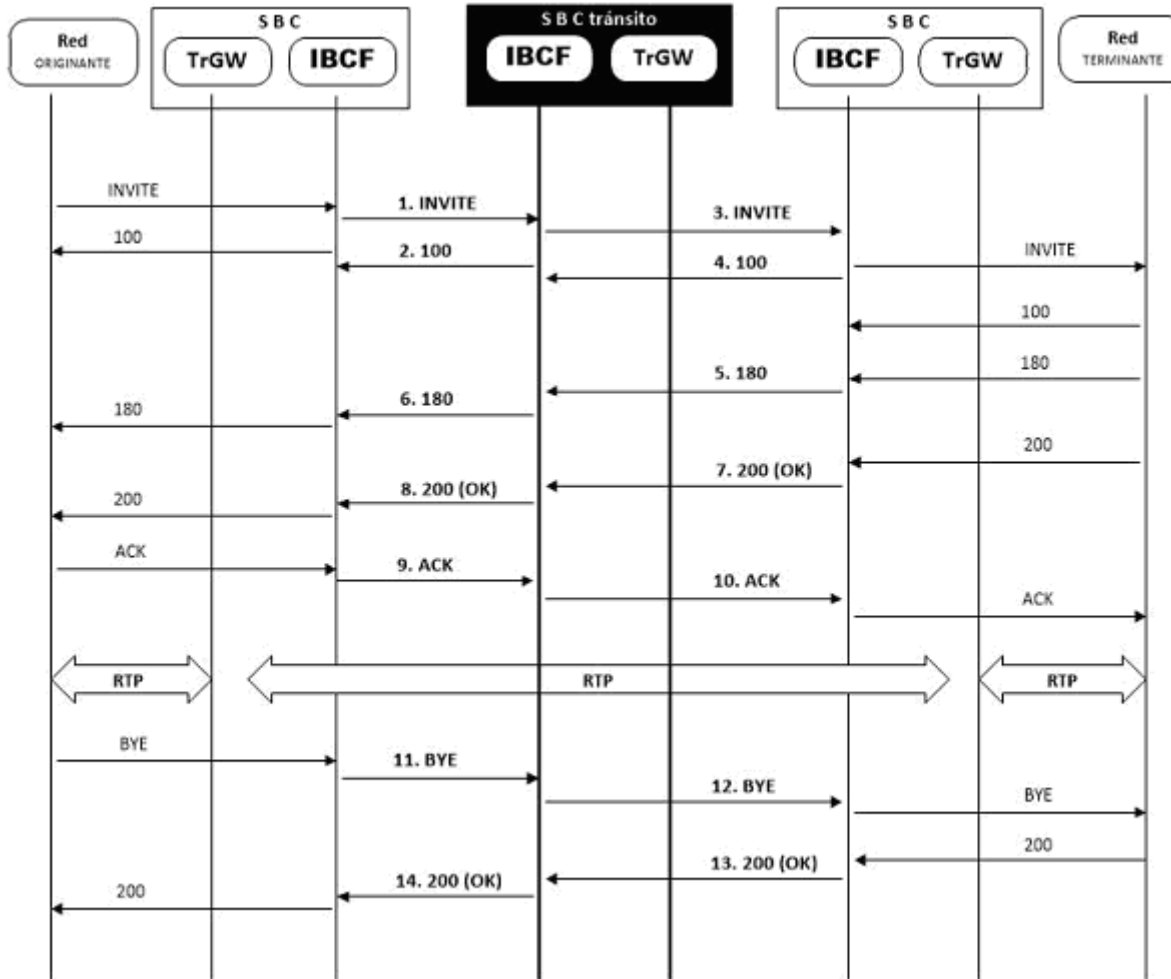 Red
ORIGINANTE
S B C
TrGW
IBCF
S B C tránsito
IBCF
TrGW
S B C
IBCF
TrGW
Red
TERMINANTE
INVITE
1. INVITE
3. INVITE
100
2. 100
4. 100
INVITE
100
180
5. 180
6. 180
180
200
7. 200 (OK)
8. 200 (OK)
200
ACK
9. ACK
10. ACK
ACK
RTP
RTP
RTP
BYE
11. BYE
12. BYE
BYE
200
13. 200 (OK)
14. 200 (OK)
200